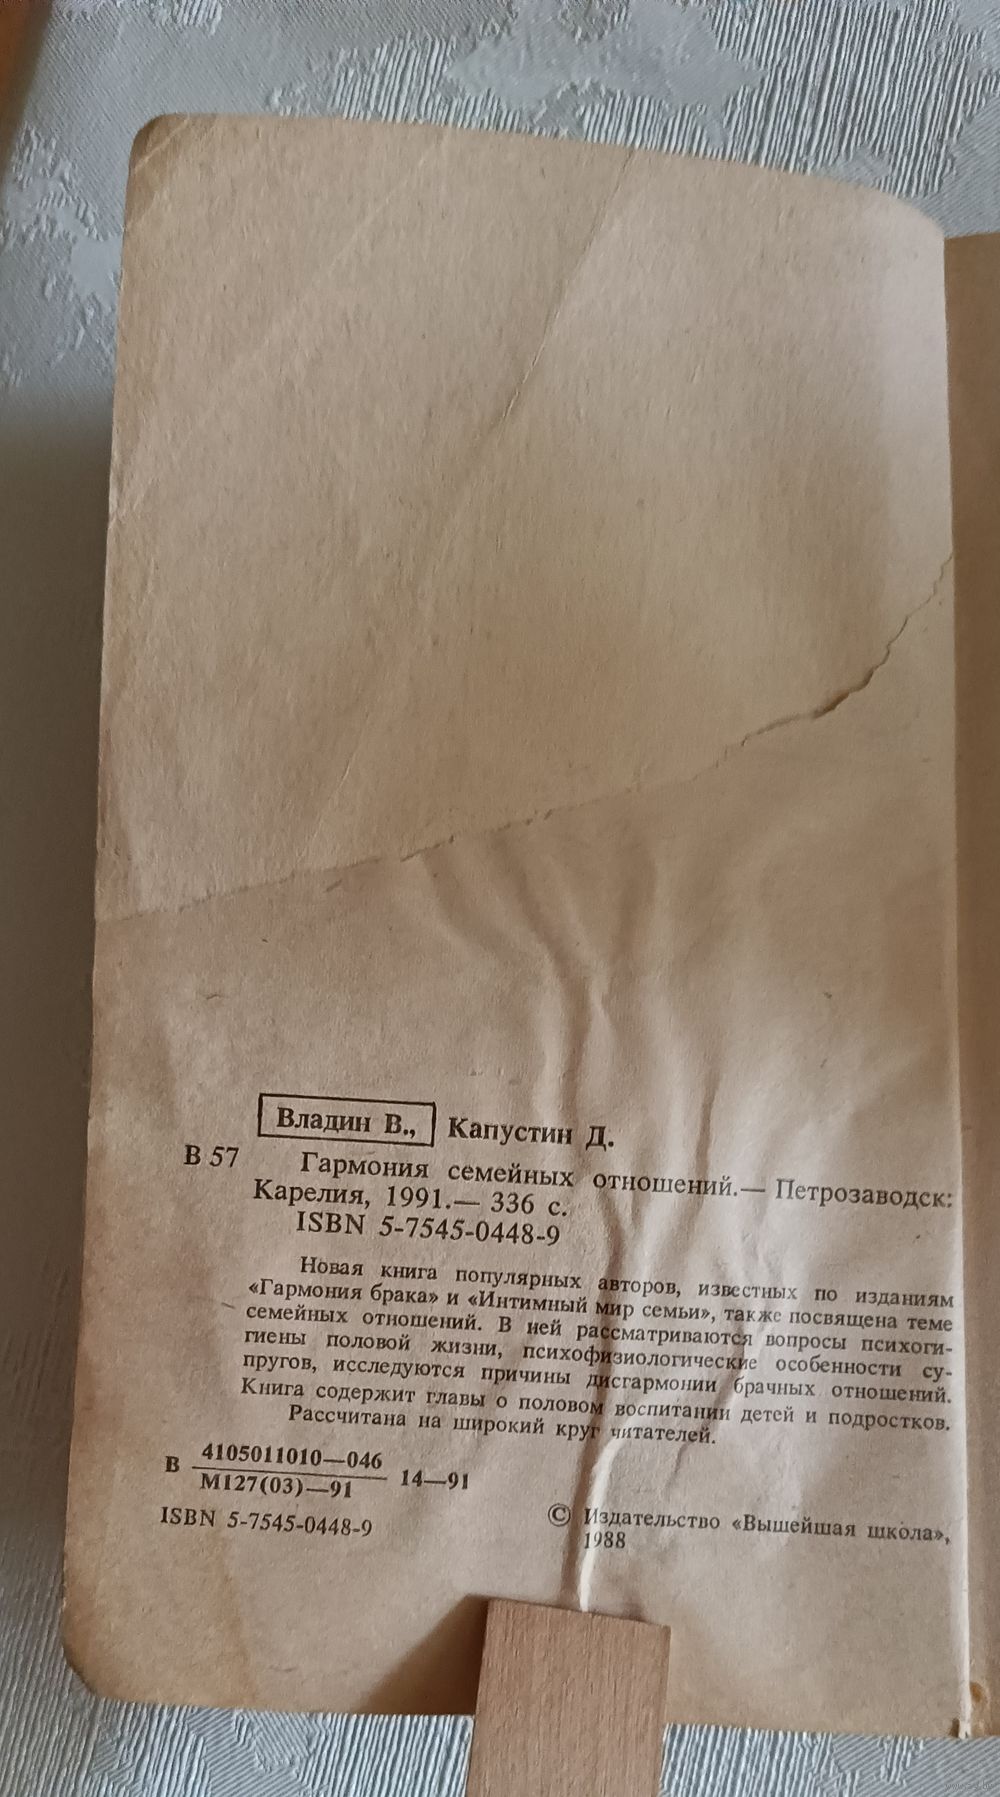 Владин В., Капустин Д.
В 57 Гармония семейных отношений.— Петрозаводск:
Карелия, 1991.— 336 с.
ISBN 5-7545-0448-9
Новая книга популярных авторов, известных по изданиям
«Гармония брака» и «Интимный мир семьи», также посвящена теме
семейных отношений. В ней рассматриваются вопросы психоги-
гиены половой жизни, психофизиологические особенности су-
пругов, исследуются причины дисгармонии брачных отношений.
Книга содержит главы о половом воспитании детей и подростков.
Рассчитана на широкий круг читателей.
В 4105011010—046 14—91
М127(03)—91
ISBN 5-7545-0448-9
© Издательство «Вышейшая школа»,
1988